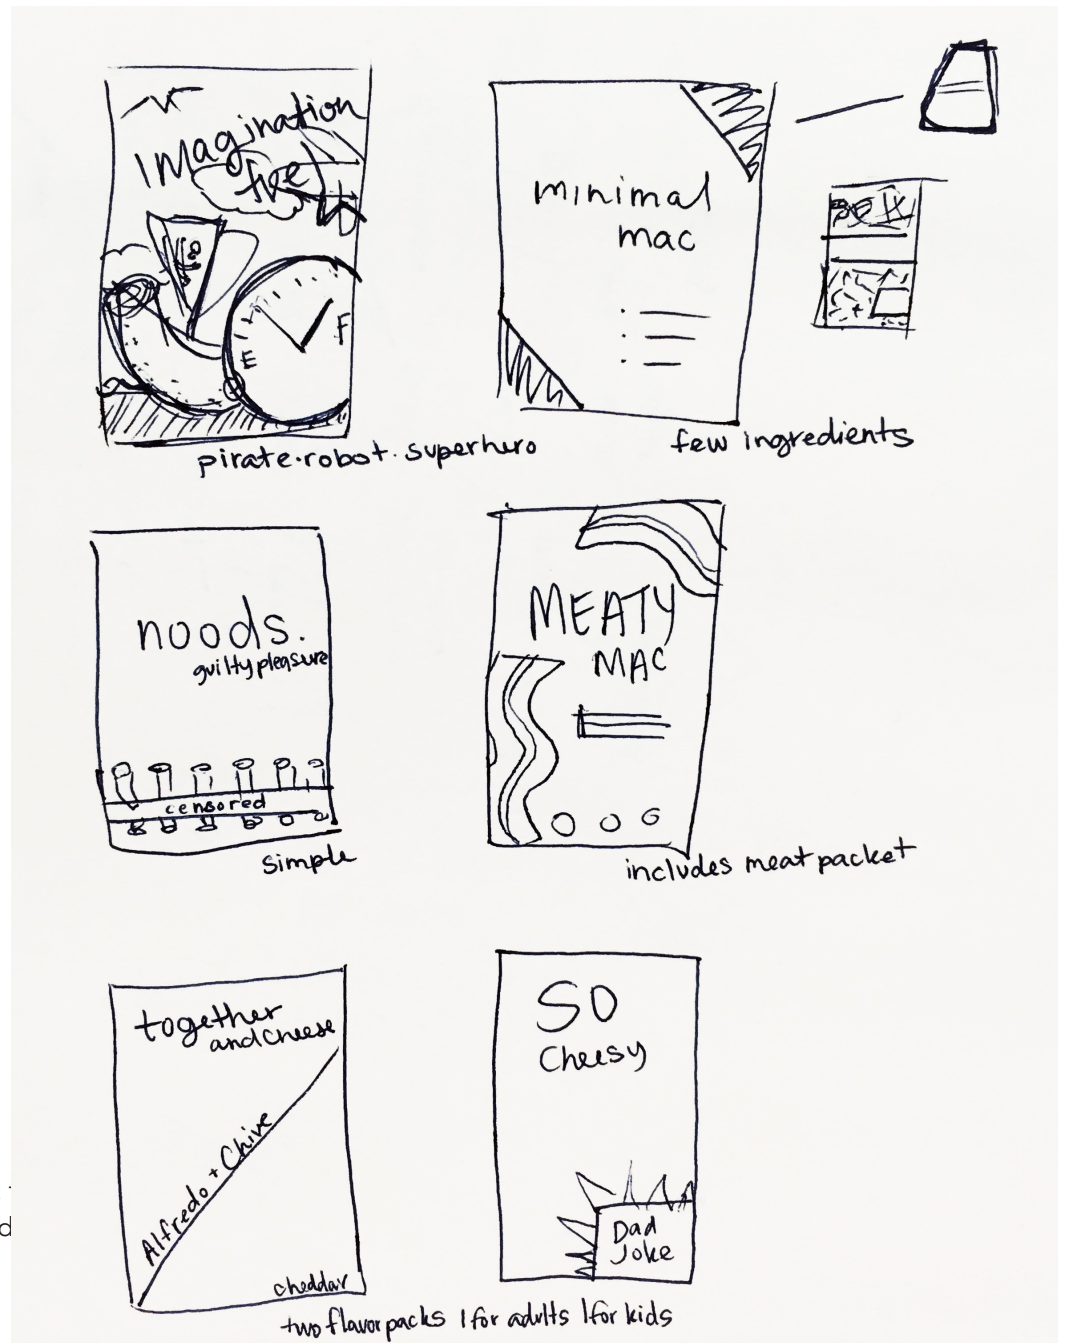 Imagination
fuel
E
F
pirate·robot·superhero
minimal
mac
few ingredients
noods.
guilty pleasure
censored
simple
MEATY
MAC
includes meat packet
together
and cheese
Alfredo + Chive
cheddar
SO
Cheesy
Dad
Joke
two flavor packs 1 for adults 1 for kids
d